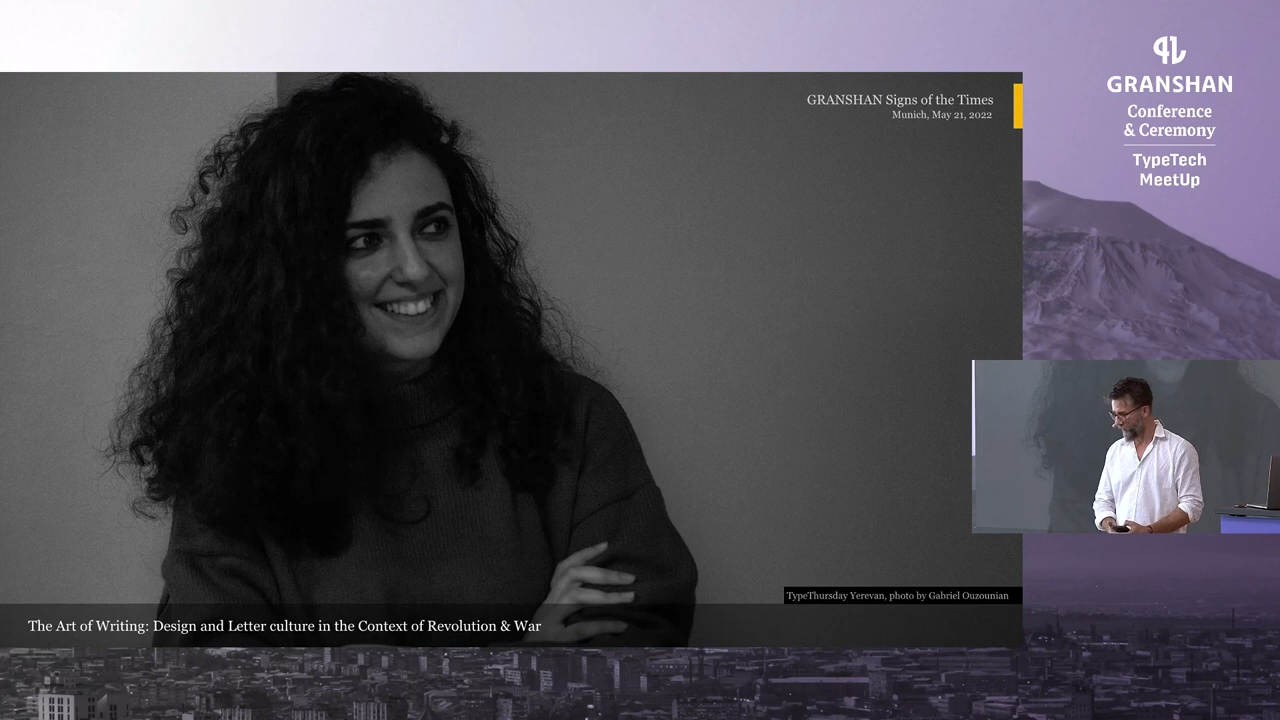 GRANSHAN
Conference
& Ceremony
TypeTech
MeetUp
GRANSHAN Signs of the Times
Munich, May 21, 2022
TypeThursday Yerevan, photo by Gabriel Ouzounian
The Art of Writing: Design and Letter culture in the Context of Revolution & War